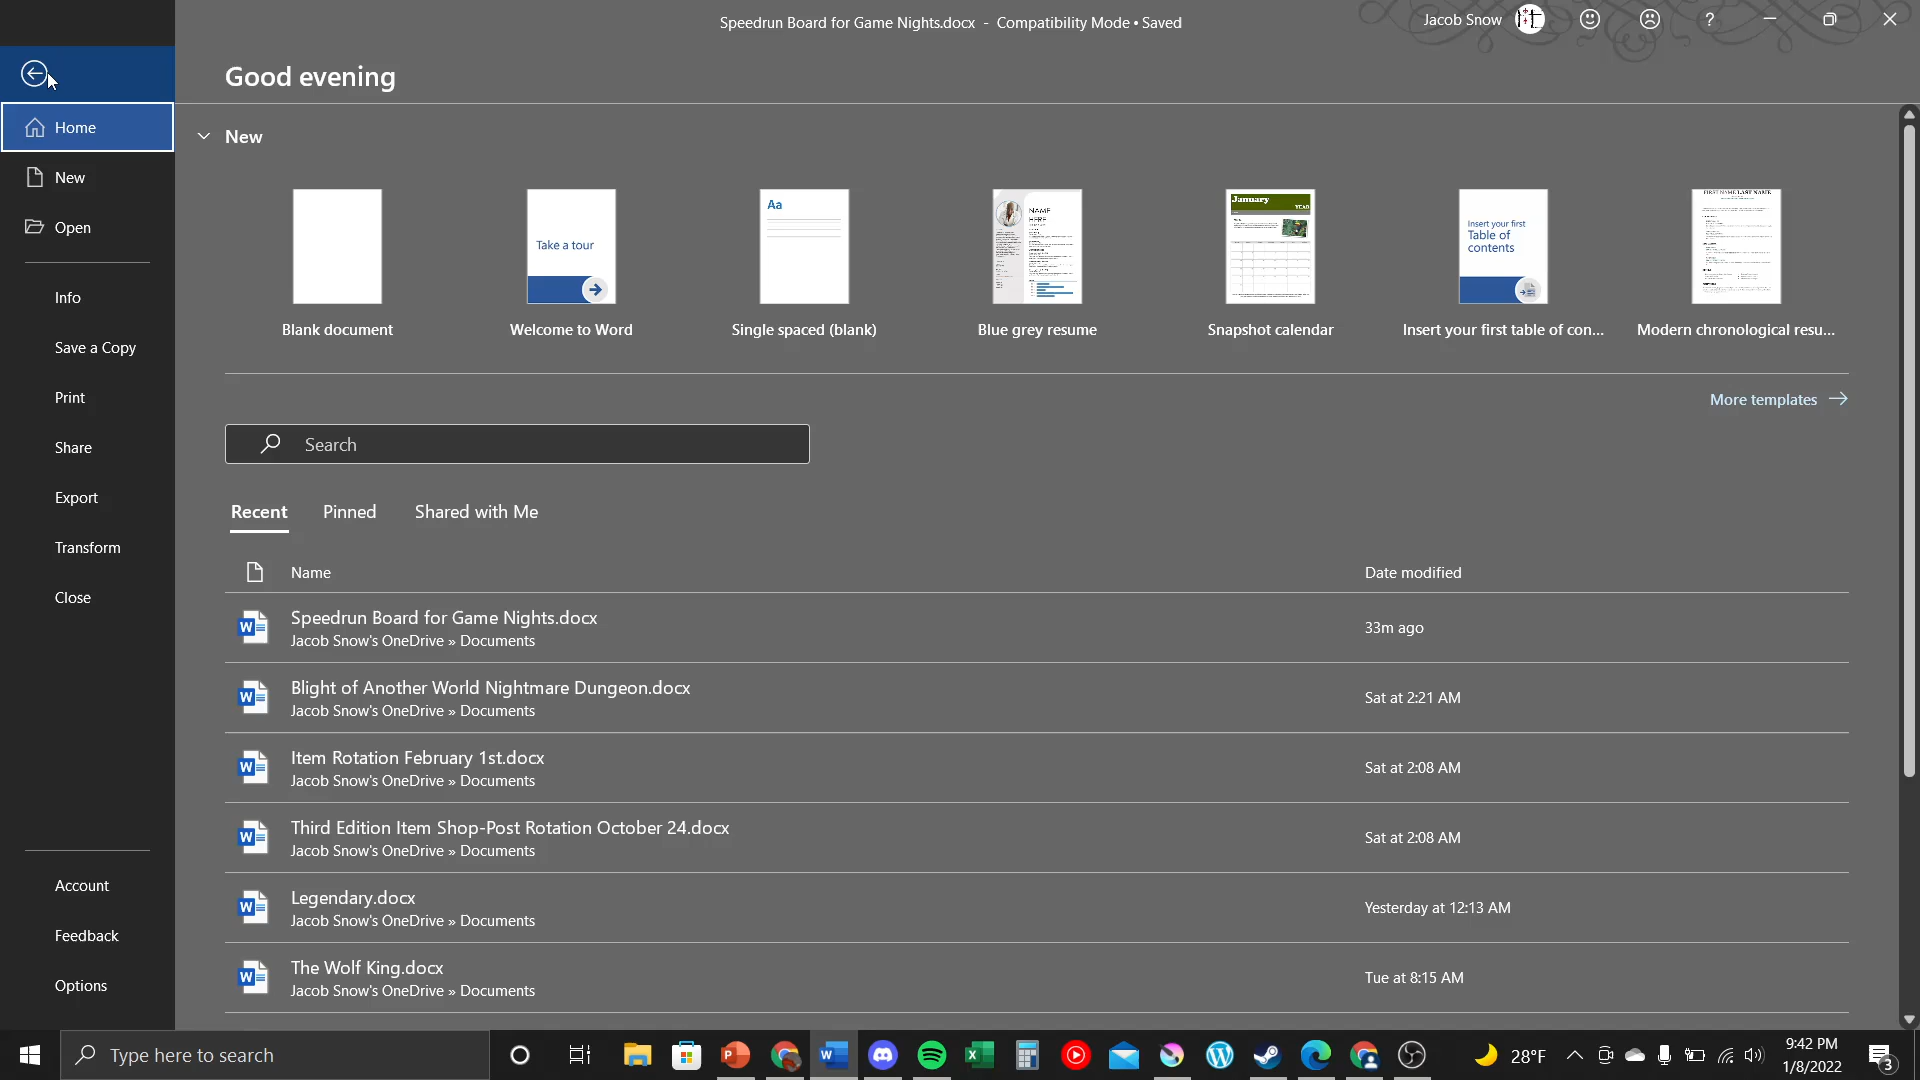 Speedrun Board for Game Nights.docx - Compatibility Mode • Saved
Jacob Snow
?
Good evening
Home
New
Open
Info
Save a Copy
Print
Share
Export
Transform
Close
Account
Feedback
Options
New
Aa
Take a tour
NAME HERE
January
YEAR
Insert your first
Table of
contents
FIRST NAME LAST NAME
Blank document
Welcome to Word
Single spaced (blank)
Blue grey resume
Snapshot calendar
Insert your first table of con...
Modern chronological resu...
More templates
Search
Recent Pinned Shared with Me
Name Date modified
Speedrun Board for Game Nights.docx
Jacob Snow's OneDrive » Documents
33m ago
Blight of Another World Nightmare Dungeon.docx
Jacob Snow's OneDrive » Documents
Sat at 2:21 AM
Item Rotation February 1st.docx
Jacob Snow's OneDrive » Documents
Sat at 2:08 AM
Third Edition Item Shop-Post Rotation October 24.docx
Jacob Snow's OneDrive » Documents
Sat at 2:08 AM
Legendary.docx
Jacob Snow's OneDrive » Documents
Yesterday at 12:13 AM
The Wolf King.docx
Jacob Snow's OneDrive » Documents
Tue at 8:15 AM
Type here to search
28°F
9:42 PM
1/8/2022
3